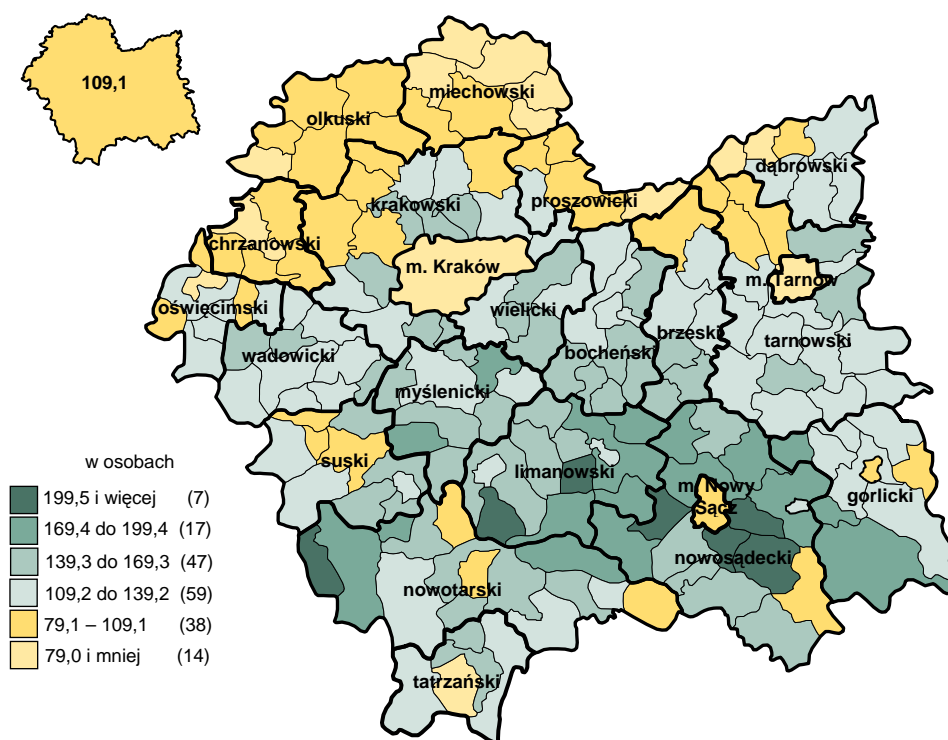 109,1
miechowski
olkuski
dąbrowski
krakowski
proszowicki
chrzanowski
m. Kraków
m. Tarnów
oświęcimski
wielicki
brzeski
tarnowski
wadowicki
bocheński
myślenicki
suski
limanowski
m. Nowy
Sącz
gorlicki
nowosądecki
nowotarski
tatrzański
w osobach
199,5 i więcej (7)
169,4 do 199,4 (17)
139,3 do 169,3 (47)
109,2 do 139,2 (59)
79,1 – 109,1 (38)
79,0 i mniej (14)